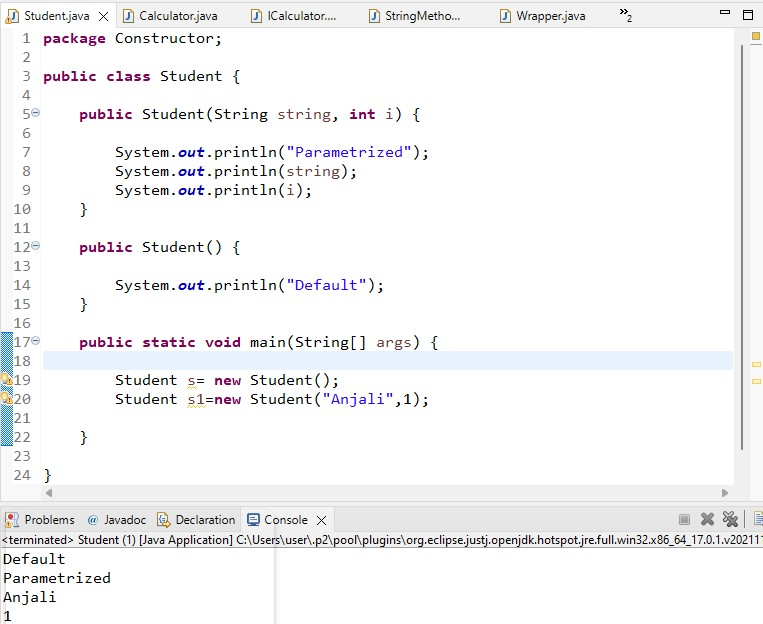 Student.java
Calculator.java
ICalculator....
StringMetho...
Wrapper.java
»2
1 package Constructor;
2
3 public class Student {
4
5 public Student(String string, int i) {
6
7 System.out.println("Parametrized");
8 System.out.println(string);
9 System.out.println(i);
10 }
11
12 public Student() {
13
14 System.out.println("Default");
15 }
16
17 public static void main(String[] args) {
18
19 Student s= new Student();
20 Student s1=new Student("Anjali",1);
21
22 }
23
24 }
Problems @ Javadoc Declaration Console
<terminated> Student (1) [Java Application] C:\Users\user\.p2\pool\plugins\org.eclipse.justj.openjdk.hotspot.jre.full.win32.x86_64_17.0.1.v20211
Default
Parametrized
Anjali
1